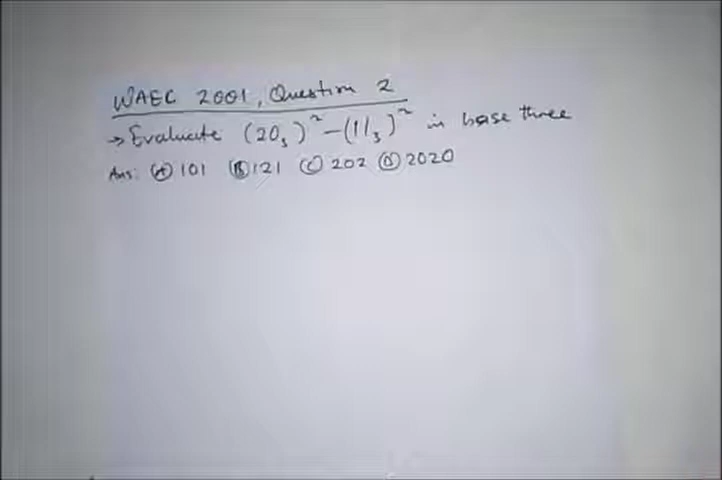 WAEC 2001, Question 2
→ Evaluate (20₃)² - (11₃)² in base three
Ans: Ⓐ 101 Ⓑ 121 Ⓒ 202 Ⓓ 2020